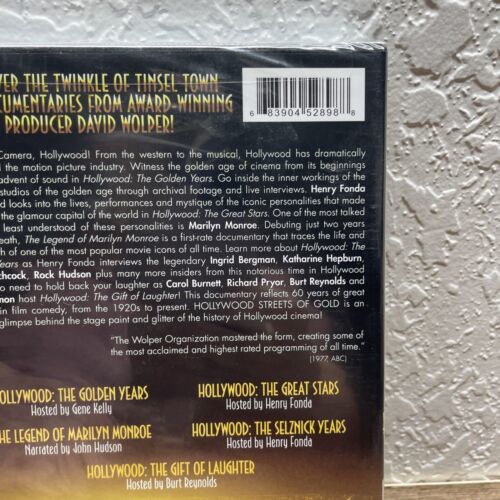 VER THE TWINKLE OF TINSEL TOWN
CUMENTARIES FROM AWARD-WINNING
PRODUCER DAVID WOLPER!
6 83904 52898 8
Camera, Hollywood! From the western to the musical, Hollywood has dramatically
d the motion picture industry. Witness the golden age of cinema from its beginnings
advent of sound in Hollywood: The Golden Years. Go inside the inner workings of the
studios of the golden age through archival footage and live interviews. Henry Fonda
d looks into the lives, performances and mystique of the iconic personalities that made
the glamour capital of the world in Hollywood: The Great Stars. One of the most talked
least understood of these personalities is Marilyn Monroe. Debuting just two years
eath, The Legend of Marilyn Monroe is a first-rate documentary that traces the life and
th of one of the most popular movie icons of all time. Learn more about Hollywood: The
Years as Henry Fonda interviews the legendary Ingrid Bergman, Katharine Hepburn,
chcock, Rock Hudson plus many more insiders from this notorious time in Hollywood
o need to hold back your laughter as Carol Burnett, Richard Pryor, Burt Reynolds and
mon host Hollywood: The Gift of Laughter! This documentary reflects 60 years of great
in film comedy, from the 1920s to present. HOLLYWOOD STREETS OF GOLD is an
glimpse behind the stage paint and glitter of the history of Hollywood cinema!
"The Wolper Organization mastered the form, creating some of
the most acclaimed and highest rated programming of all time."
(1977, ABC)
OLLYWOOD: THE GOLDEN YEARS
Hosted by Gene Kelly
HOLLYWOOD: THE GREAT STARS
Hosted by Henry Fonda
HE LEGEND OF MARILYN MONROE
Narrated by John Hudson
HOLLYWOOD: THE SELZNICK YEARS
Hosted by Henry Fonda
HOLLYWOOD: THE GIFT OF LAUGHTER
Hosted by Burt Reynolds